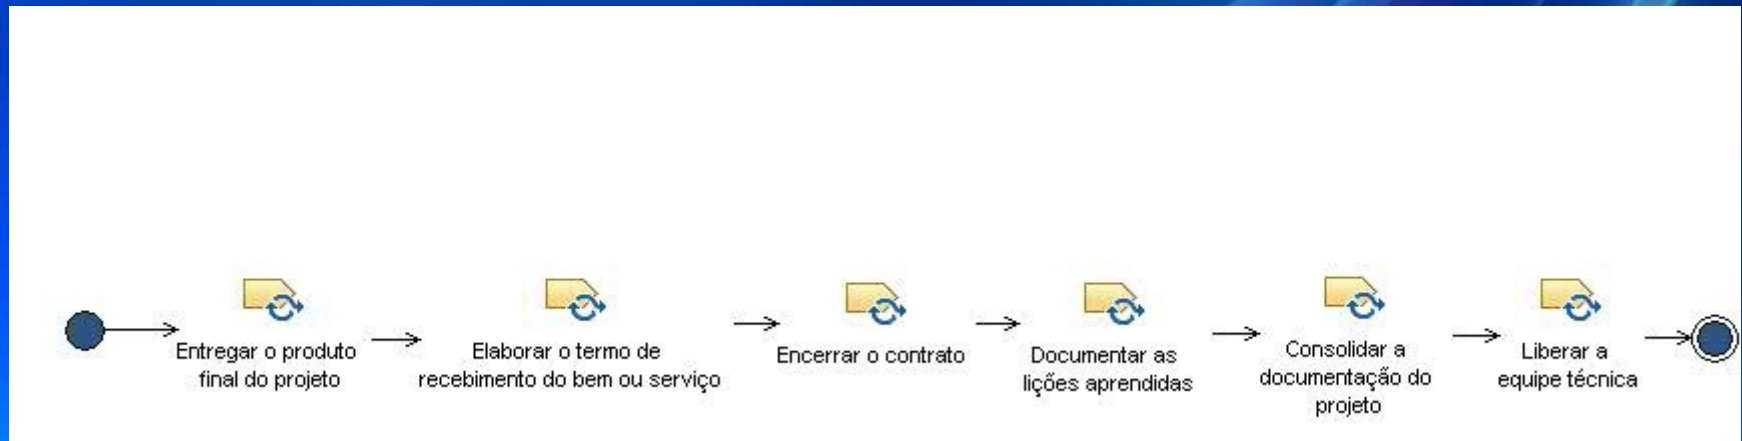 Entregar o produto
final do projeto
Elaborar o termo de
recebimento do bem ou serviço
Encerrar o contrato
Documentar as
lições aprendidas
Consolidar a
documentação do
projeto
Liberar a
equipe técnica